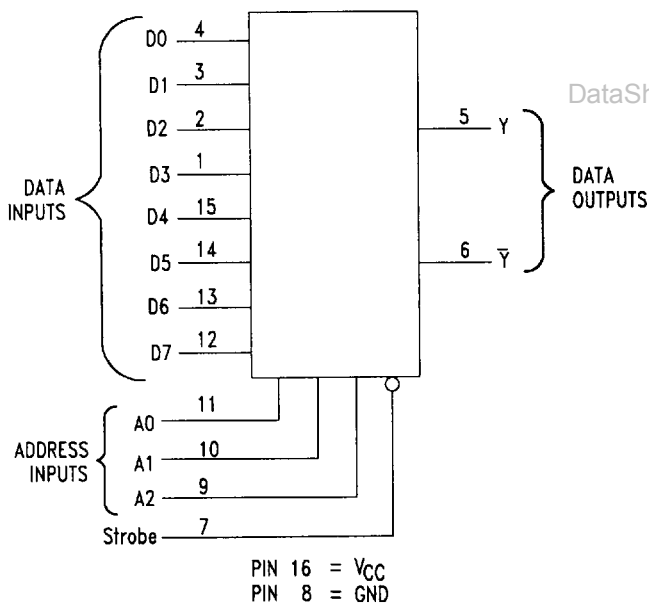 D0 4
D1 3
DataSh
D2 2
5 Y
D3 1
DATA
INPUTS
DATA
OUTPUTS
D4 15
D5 14
6 Y̅
D6 13
D7 12
A0 11
ADDRESS
INPUTS
A1 10
A2 9
Strobe 7
PIN 16 = VCC
PIN 8 = GND